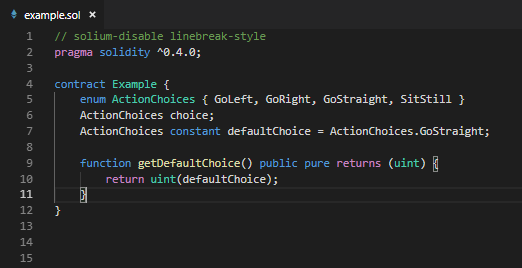 example.sol ×
1 // solium-disable linebreak-style
2 pragma solidity ^0.4.0;
3
4 contract Example {
5     enum ActionChoices { GoLeft, GoRight, GoStraight, SitStill }
6     ActionChoices choice;
7     ActionChoices constant defaultChoice = ActionChoices.GoStraight;
8
9     function getDefaultChoice() public pure returns (uint) {
10         return uint(defaultChoice);
11     }
12 }
13
14
15